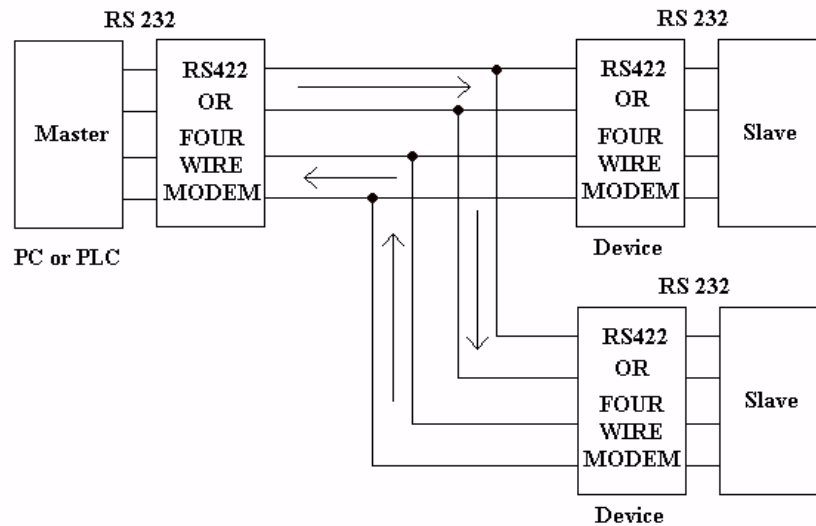 RS 232
RS 232
Master
RS422
OR
FOUR
WIRE
MODEM
RS422
OR
FOUR
WIRE
MODEM
Slave
PC or PLC
Device
RS 232
RS422
OR
FOUR
WIRE
MODEM
Slave
Device